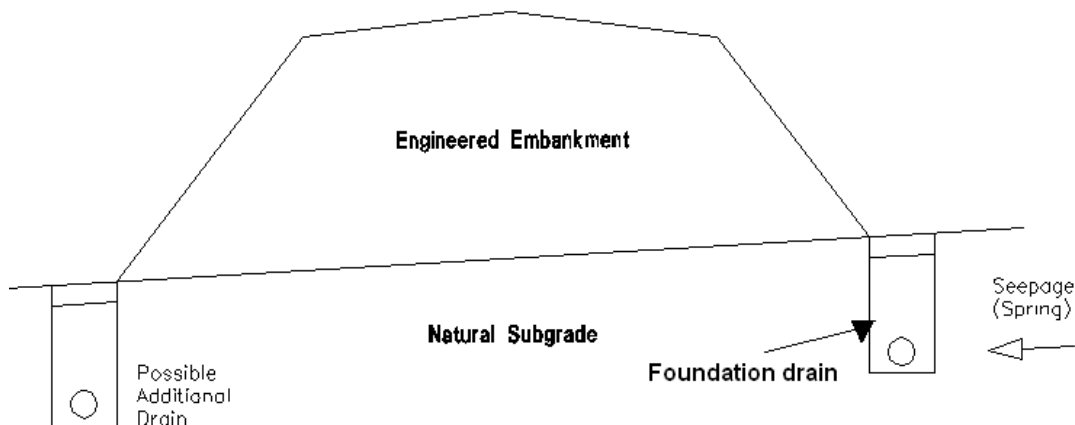 Engineered Embankment
Seepage
(Spring)
Natural Subgrade
Foundation drain
Possible
Additional
Drain